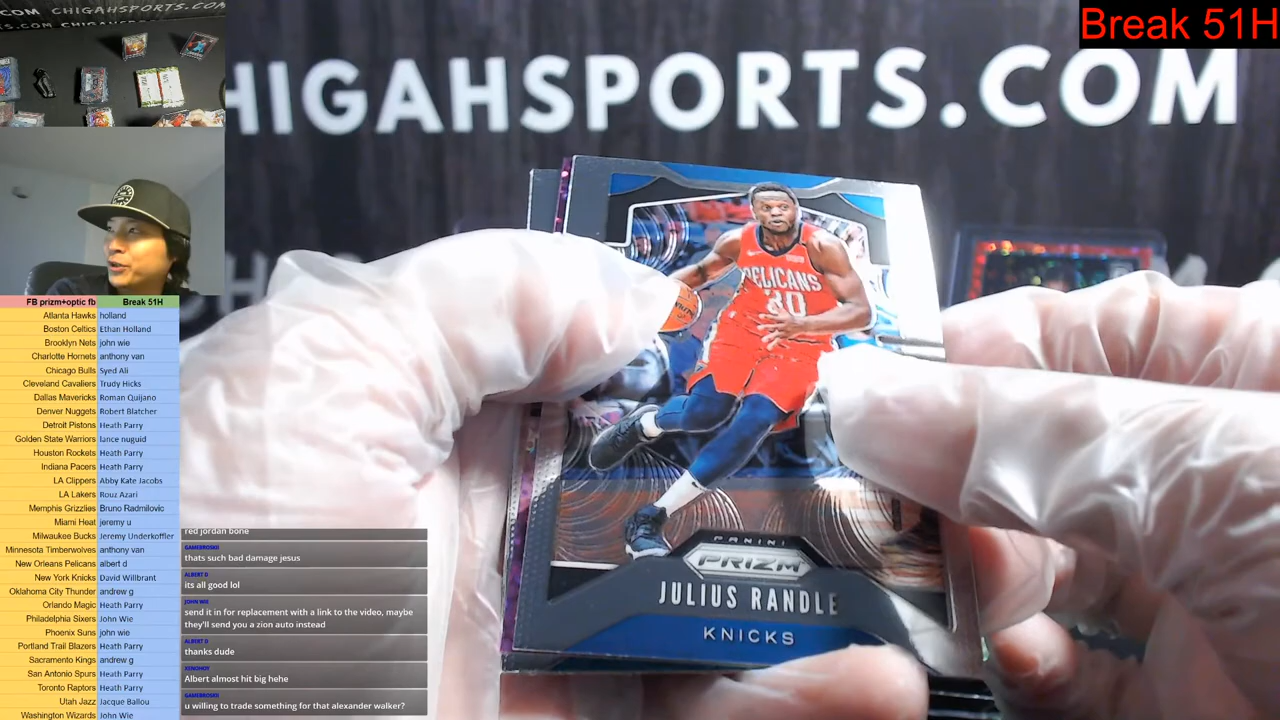 .COM CHIGAHSPORTS.COM
Break 51H
HIGAHSPORTS.COM
PELICANS
30
PANINI
PRIZM
JULIUS RANDLE
KNICKS
FB prizm+optic fb Break 51H
Atlanta Hawks holland
Boston Celtics Ethan Holland
Brooklyn Nets john wie
Charlotte Hornets anthony van
Chicago Bulls Syed Ali
Cleveland Cavaliers Trudy Hicks
Dallas Mavericks Roman Quijano
Denver Nuggets Robert Blatcher
Detroit Pistons Heath Parry
Golden State Warriors lance nuguid
Houston Rockets Heath Parry
Indiana Pacers Heath Parry
LA Clippers Abby Kate Jacobs
LA Lakers Rouz Azari
Memphis Grizzlies Bruno Radmilovic
Miami Heat jeremy u
Milwaukee Bucks Jeremy Underkoffler
Minnesota Timberwolves anthony van
New Orleans Pelicans albert d
New York Knicks David Willbrant
Oklahoma City Thunder andrew g
Orlando Magic Heath Parry
Philadelphia Sixers John Wie
Phoenix Suns john wie
Portland Trail Blazers Heath Parry
Sacramento Kings andrew g
San Antonio Spurs Heath Parry
Toronto Raptors Heath Parry
Utah Jazz Jacque Ballou
Washington Wizards John Wie
red jordan bone
GAMEBROSKII
thats such bad damage jesus
ALBERT D
its all good lol
JOHN WIE
send it in for replacement with a link to the video, maybe
they'll send you a zion auto instead
ALBERT D
thanks dude
Albert almost hit big hehe
GAMEBROSKII
u willing to trade something for that alexander walker?